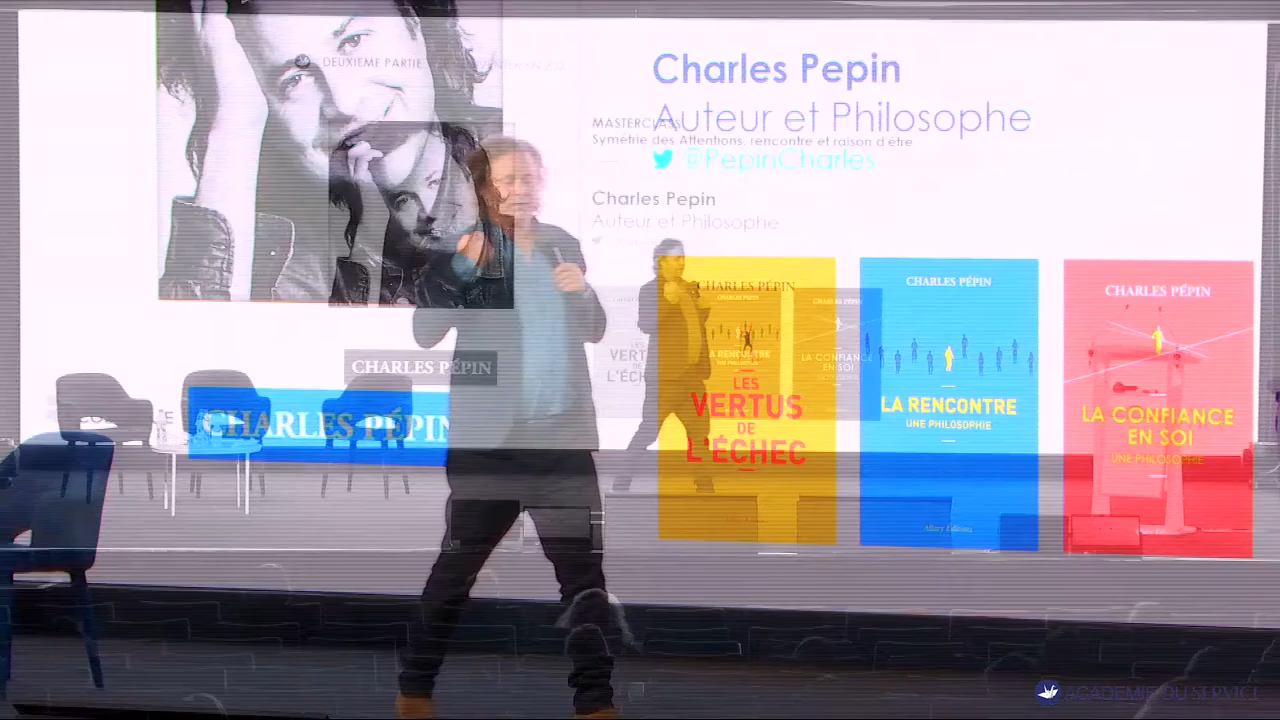 DEUXIEME PARTIE
Charles Pepin
Auteur et Philosophe
@PepinCharles
MASTERCLASS
Symétrie des Attentions, rencontre et raison d'être
Charles Pepin
Auteur et Philosophe
CHARLES PÉPIN
LES
VERTUS
DE
L'ÉCHEC
CHARLES PÉPIN
LA RENCONTRE
UNE PHILOSOPHIE
Allary Éditions
CHARLES PÉPIN
LA CONFIANCE
EN SOI
UNE PHILOSOPHIE
LA RENCONTRE
LA CONFIANCE
EN SOI
CHARLES PÉPIN
CHARLES PÉPIN
ACADEMIE DU SERVICE